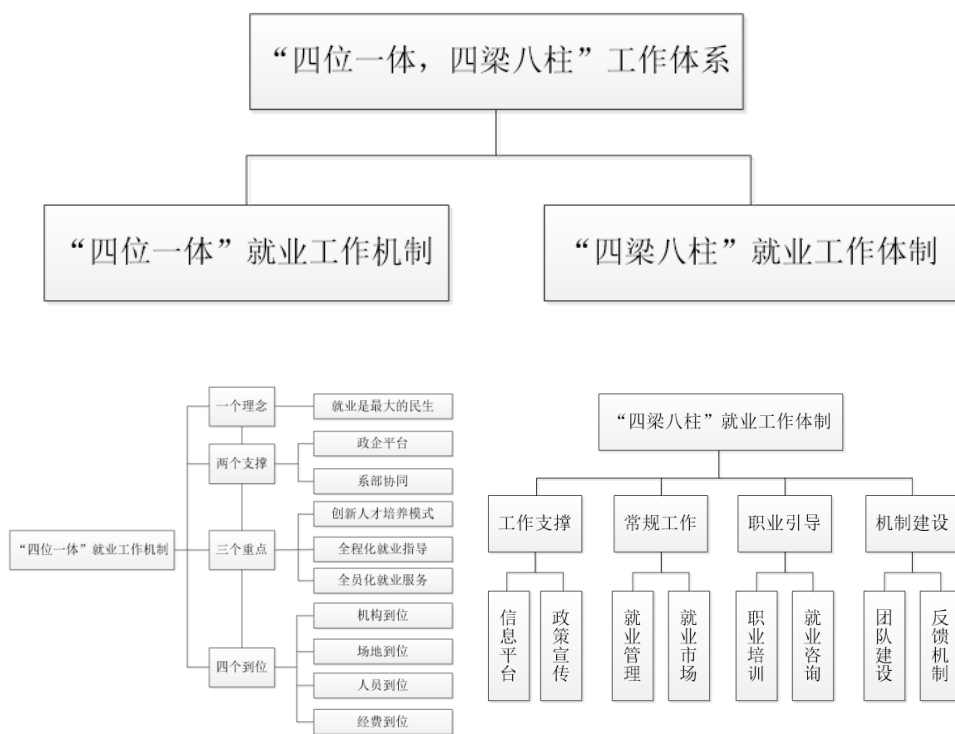 “四位一体，四梁八柱”工作体系
“四位一体”就业工作机制
“四梁八柱”就业工作体制
“四位一体”就业工作机制
一个理念
就业是最大的民生
两个支撑
政企平台
系部协同
三个重点
创新人才培养模式
全程化就业指导
全员化就业服务
四个到位
机构到位
场地到位
人员到位
经费到位
“四梁八柱”就业工作体制
工作支撑
常规工作
职业引导
机制建设
信息平台
政策宣传
就业管理
就业市场
职业培训
就业咨询
团队建设
反馈机制